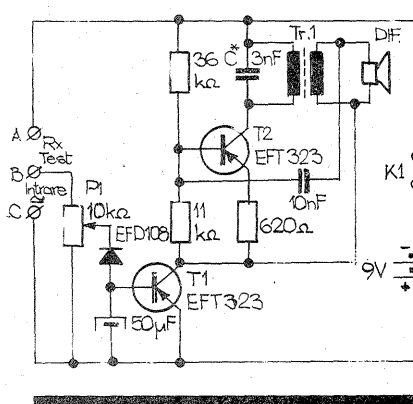 Tr.1
DIF.
36 kΩ
C*
3nF
A
Rx Test
B
Intrare
C
T2
EFT323
K1
10nF
P1
10kΩ
11 kΩ
620Ω
EFD108
T1
EFT323
9V
50µF